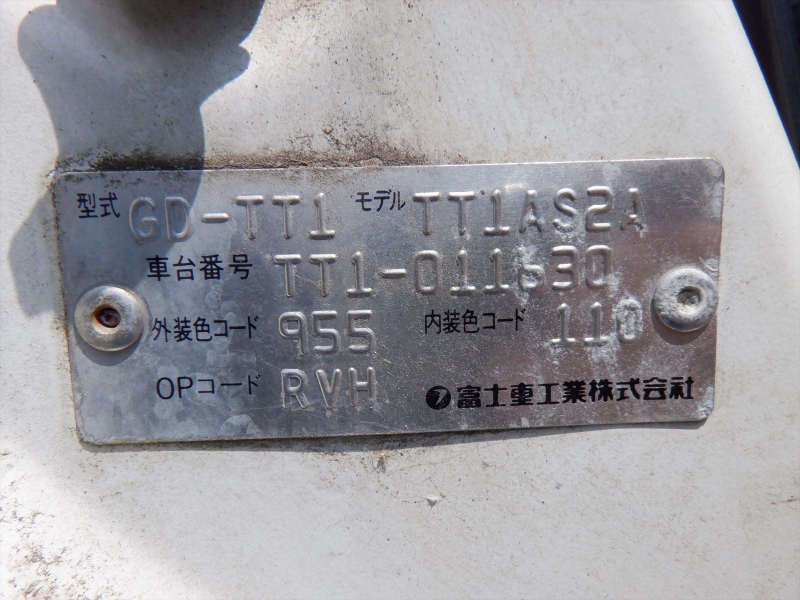 型式 GD-TT1 モデル TT1AS2A
車台番号 TT1-011630
外装色コード 955 内装色コード 110
OPコード RVH 富士重工業株式会社